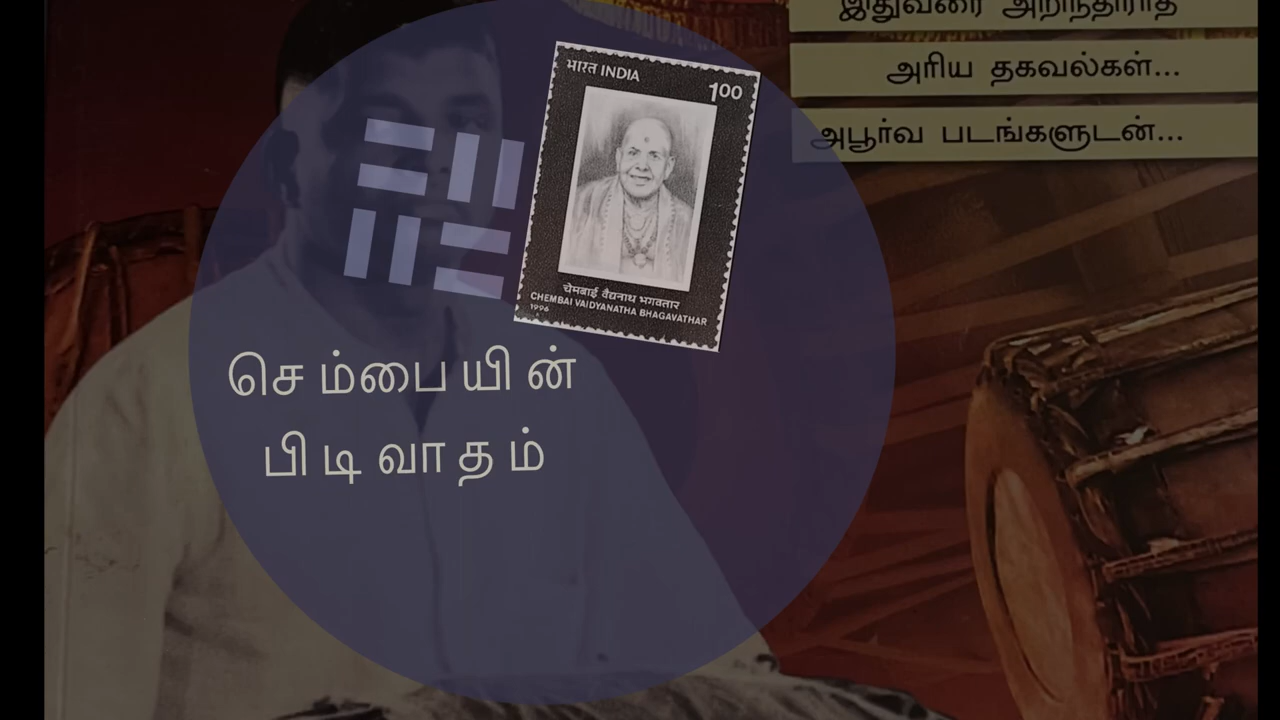 இதுவரை அறிந்திராத
அரிய தகவல்கள்...
அபூர்வ படங்களுடன்...
भारत INDIA
100
चेमबाई वैद्यनाथ भगवतार
CHEMBAI VAIDYANATHA BHAGAVATHAR
1996
செம்பையின்
பிடிவாதம்